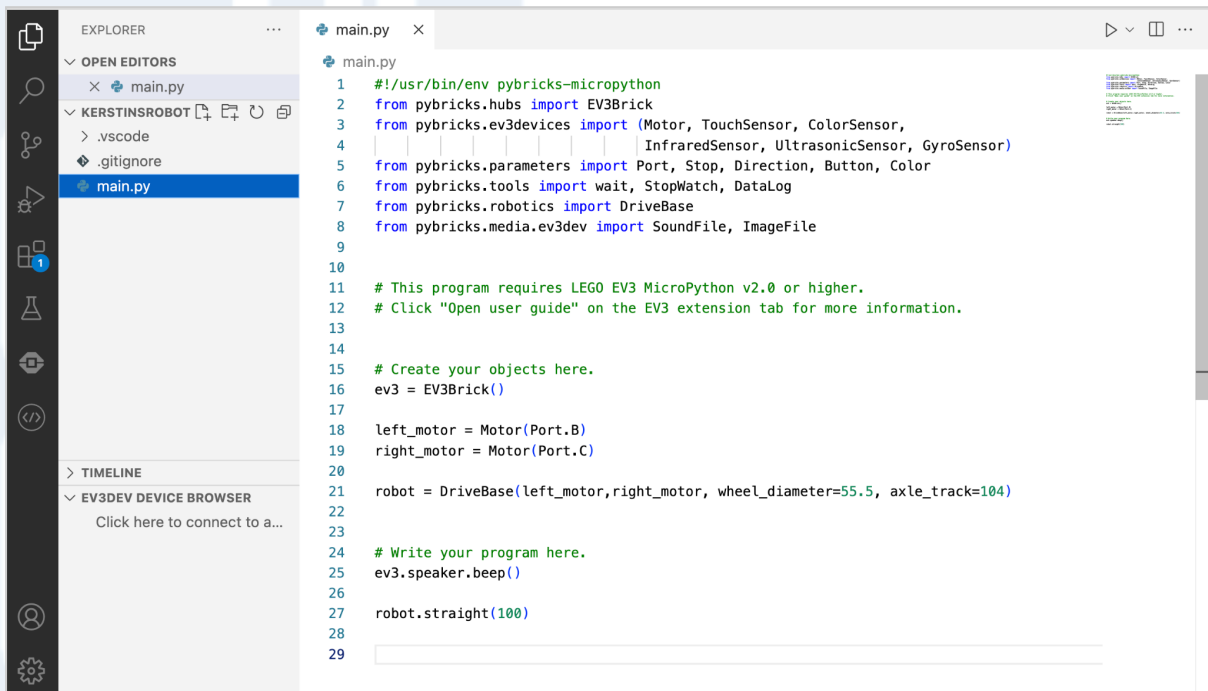 EXPLORER
···
OPEN EDITORS
main.py
KERSTINSROBOT
.vscode
.gitignore
main.py
TIMELINE
EV3DEV DEVICE BROWSER
Click here to connect to a...
1
main.py
main.py
1 #!/usr/bin/env pybricks-micropython
2 from pybricks.hubs import EV3Brick
3 from pybricks.ev3devices import (Motor, TouchSensor, ColorSensor,
4 InfraredSensor, UltrasonicSensor, GyroSensor)
5 from pybricks.parameters import Port, Stop, Direction, Button, Color
6 from pybricks.tools import wait, StopWatch, DataLog
7 from pybricks.robotics import DriveBase
8 from pybricks.media.ev3dev import SoundFile, ImageFile
9
10
11 # This program requires LEGO EV3 MicroPython v2.0 or higher.
12 # Click "Open user guide" on the EV3 extension tab for more information.
13
14
15 # Create your objects here.
16 ev3 = EV3Brick()
17
18 left_motor = Motor(Port.B)
19 right_motor = Motor(Port.C)
20
21 robot = DriveBase(left_motor,right_motor, wheel_diameter=55.5, axle_track=104)
22
23
24 # Write your program here.
25 ev3.speaker.beep()
26
27 robot.straight(100)
28
29